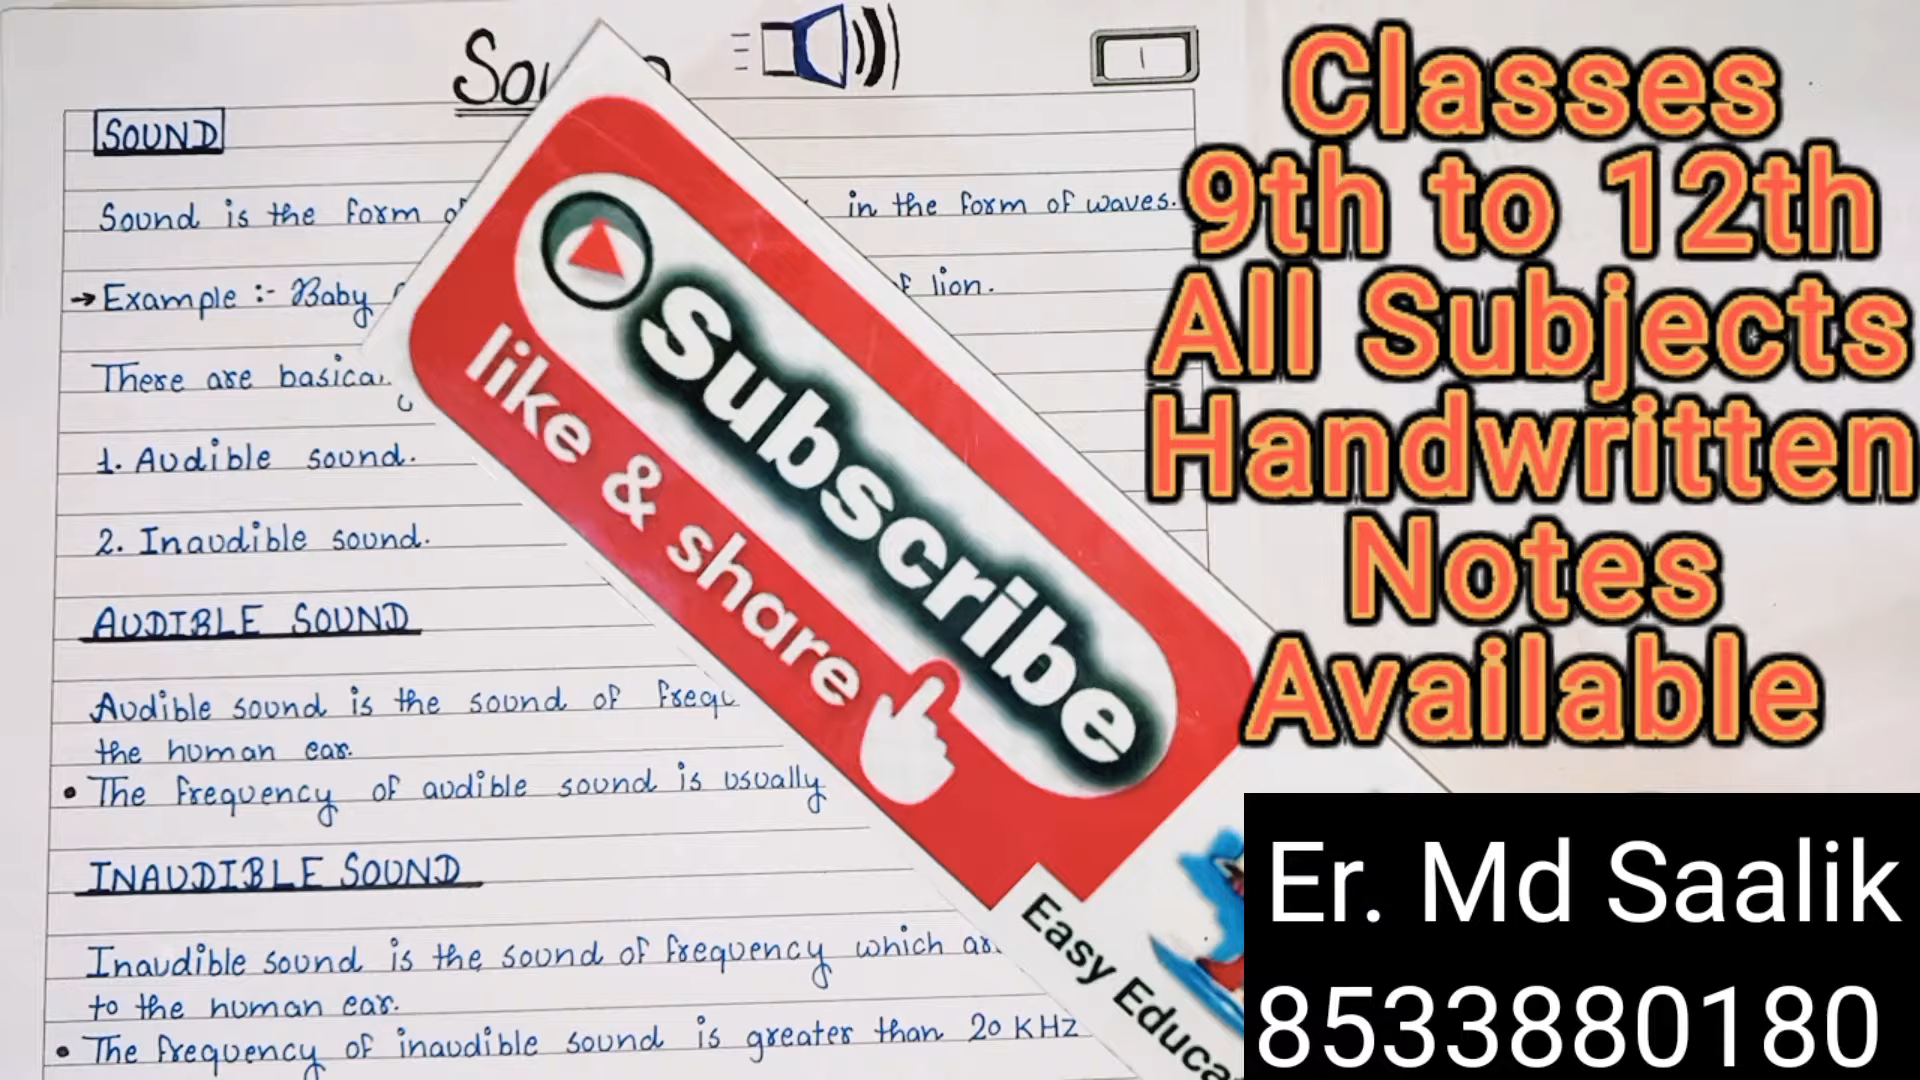 1
SOUND
Sound is the form in the form of waves.
→ Example :- Baby lion.
There are
1. Audible sound.
2. Inaudible sound.
AUDIBLE SOUND
Audible sound is the sound of
the human ear.
• The frequency of audible sound is usually
INAUDIBLE SOUND
Inaudible sound is the sound of frequency which
to the human ear.
• The frequency of inaudible sound is greater than 20 KHz
Subscribe
like & share
Easy
Classes
9th to 12th
All Subjects
Handwritten
Notes
Available
Er. Md Saalik
8533880180